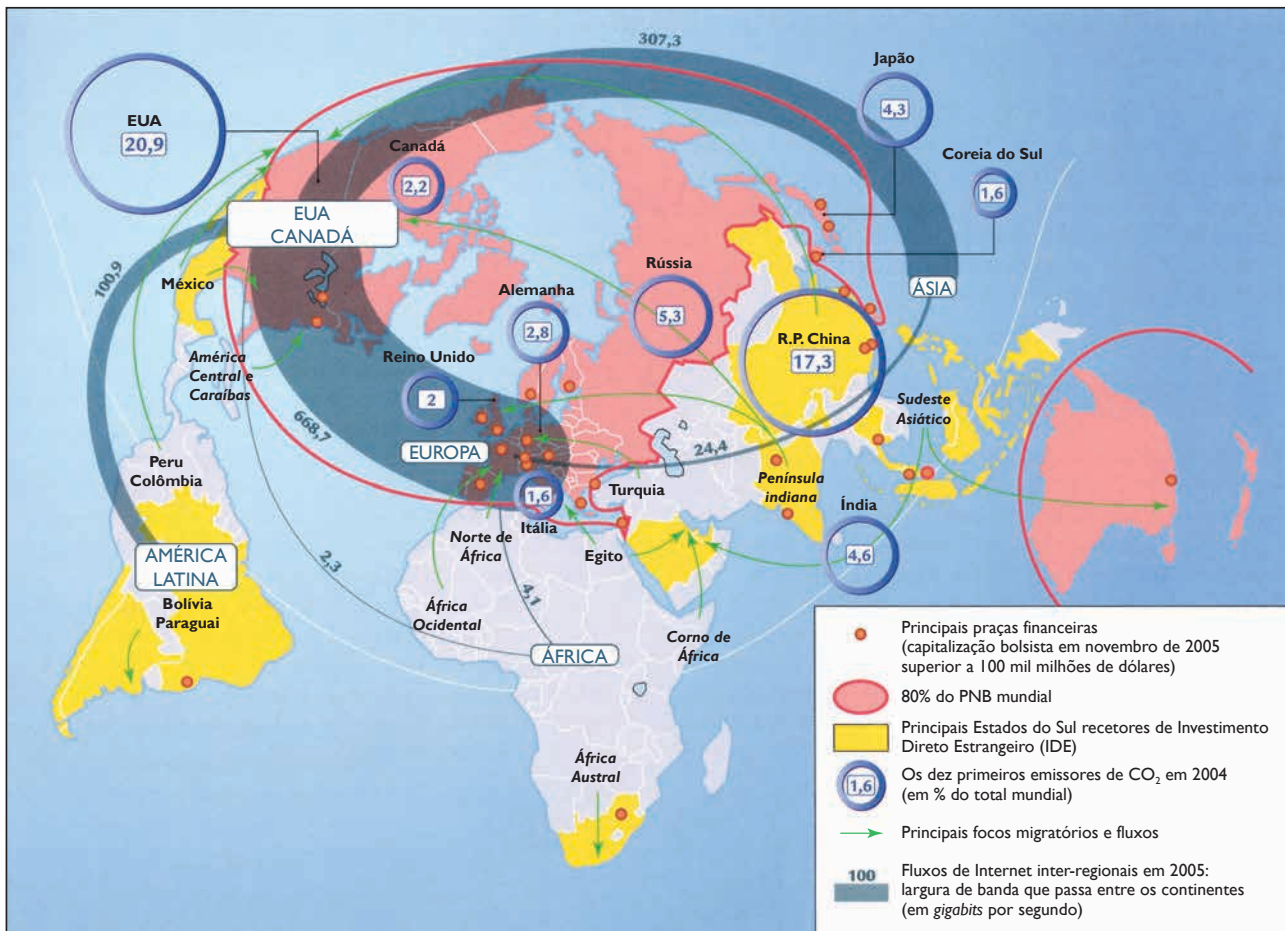 307,3
Japão
4,3
EUA
20,9
Canadá
2,2
Coreia do Sul
1,6
EUA
CANADÁ
100,9
México
Rússia
5,3
ÁSIA
Alemanha
2,8
R.P. China
17,3
Reino Unido
2
América
Central e
Caraíbas
Sudeste
Asiático
668,7
EUROPA
24,4
Peru
Colômbia
1,6
Itália
Turquia
Península
indiana
Índia
4,6
Norte de
África
Egito
AMÉRICA
LATINA
2,3
4,1
Bolívia
Paraguai
África
Ocidental
ÁFRICA
Corno de
África
África
Austral
Principais praças financeiras
(capitalização bolsista em novembro de 2005
superior a 100 mil milhões de dólares)
80% do PNB mundial
Principais Estados do Sul recetores de Investimento
Direto Estrangeiro (IDE)
1,6
Os dez primeiros emissores de CO₂ em 2004
(em % do total mundial)
Principais focos migratórios e fluxos
100
Fluxos de Internet inter-regionais em 2005:
largura de banda que passa entre os continentes
(em gigabits por segundo)